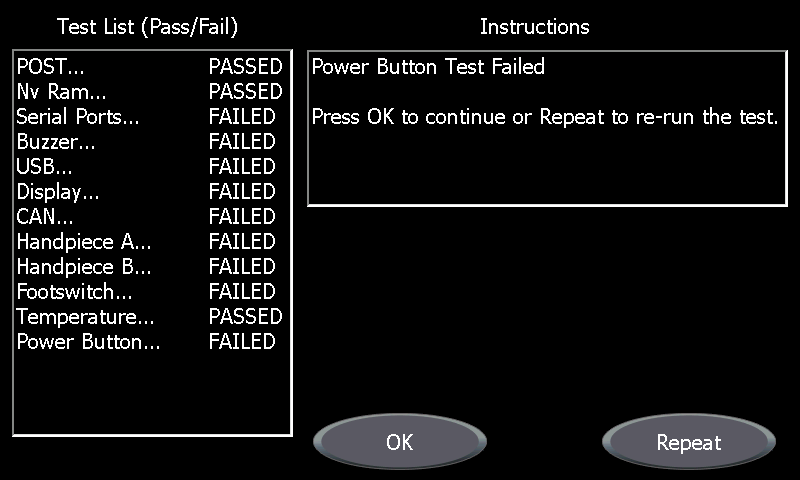 Test List (Pass/Fail)
POST... PASSED
Nv Ram... PASSED
Serial Ports... FAILED
Buzzer... FAILED
USB... FAILED
Display... FAILED
CAN... FAILED
Handpiece A... FAILED
Handpiece B... FAILED
Footswitch... FAILED
Temperature... PASSED
Power Button... FAILED
Instructions
Power Button Test Failed
Press OK to continue or Repeat to re-run the test.
OK
Repeat